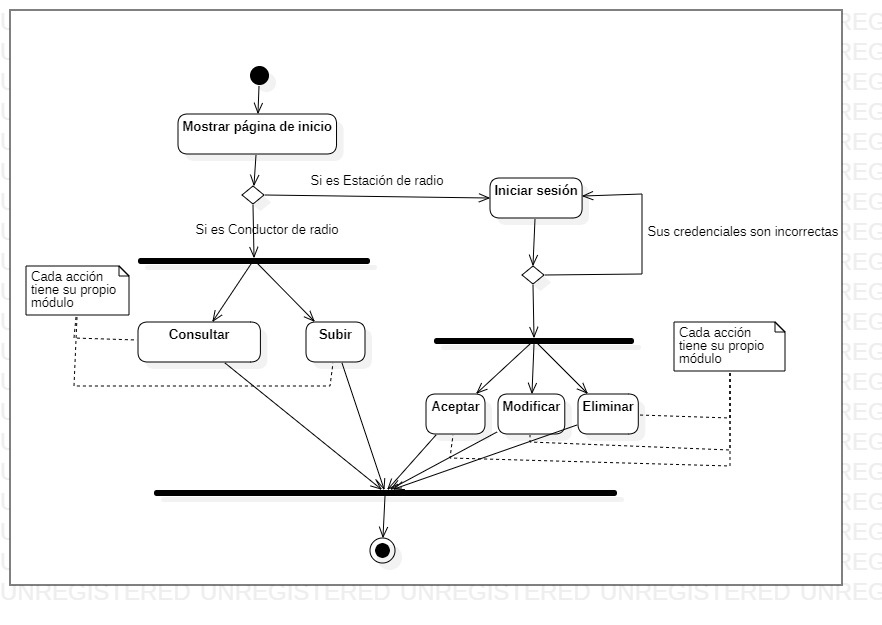 Mostrar página de inicio
Si es Estación de radio
Iniciar sesión
Si es Conductor de radio
Sus credenciales son incorrectas
Cada acción
tiene su propio
módulo
Consultar
Subir
Cada acción
tiene su propio
módulo
Aceptar
Modificar
Eliminar
UNREGISTERED UNREGISTERED UNREGISTERED UNREGISTERED UNREG